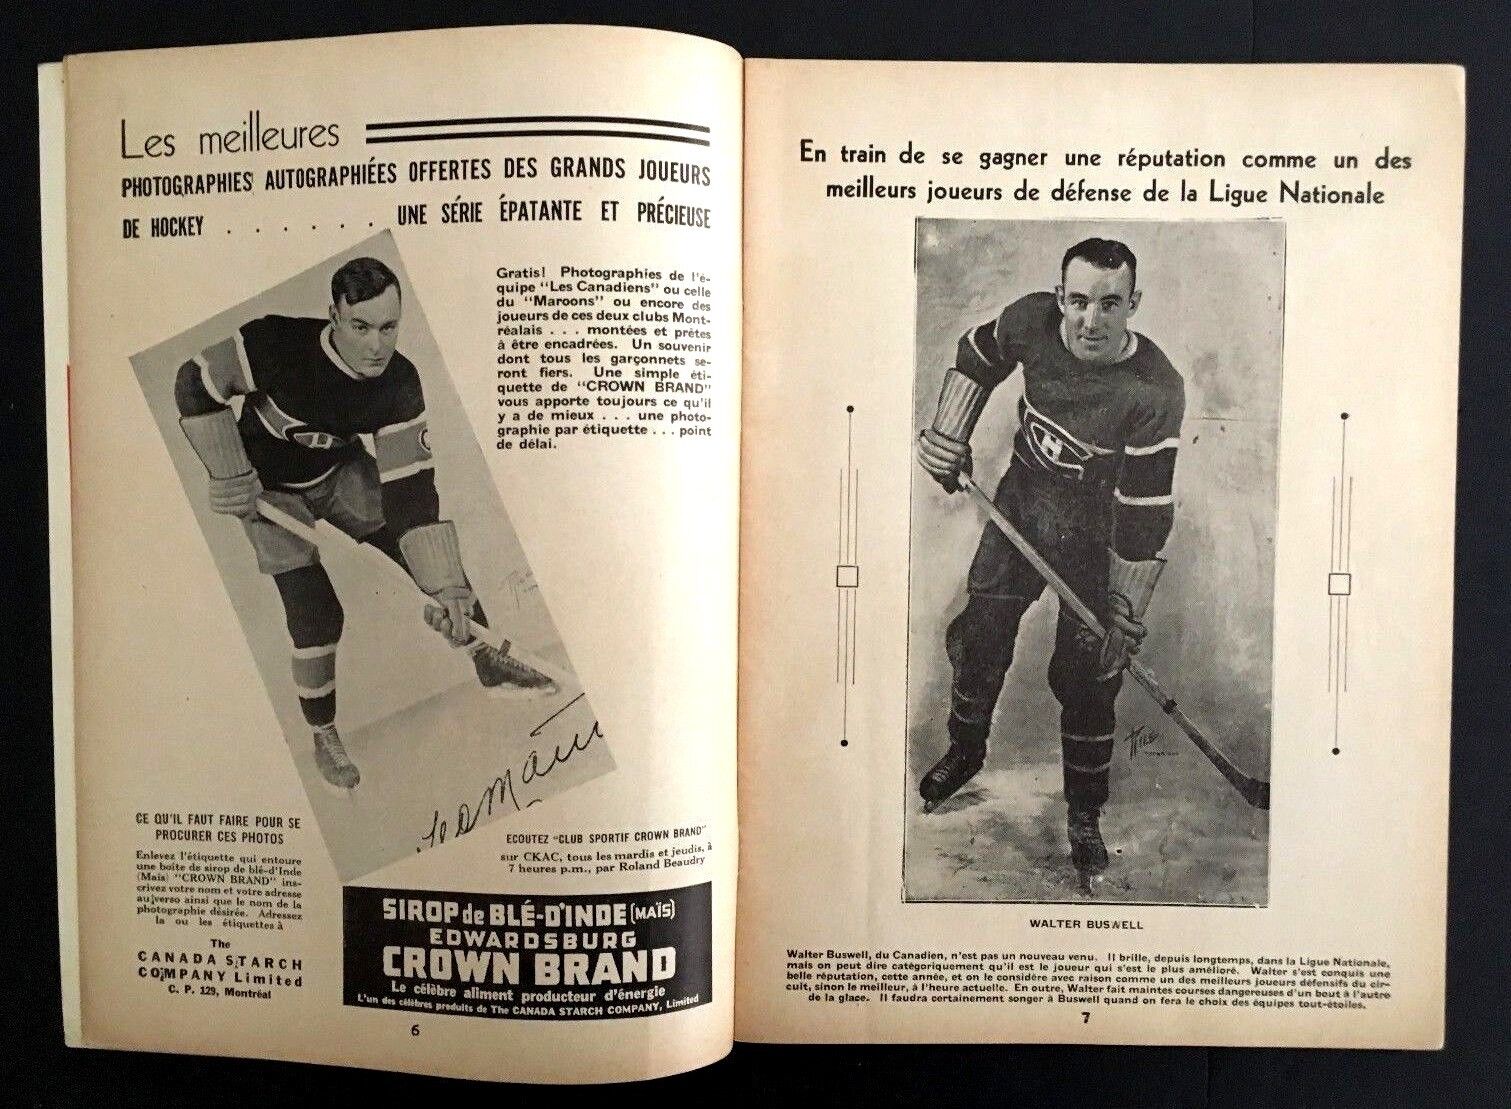 Les meilleures
PHOTOGRAPHIES AUTOGRAPHIÉES OFFERTES DES GRANDS JOUEURS
DE HOCKEY . . . . . . UNE SÉRIE ÉPATANTE ET PRÉCIEUSE
Gratis! Photographies de l'é-
quipe "Les Canadiens" ou celle
du "Maroons" ou encore des
joueurs de ces deux clubs Mont-
réalais . . . montées et prêtes
à être encadrées. Un souvenir
dont tous les garçonnets se-
ront fiers. Une simple éti-
quette de "CROWN BRAND"
vous apporte toujours ce qu'il
y a de mieux . . . une photo-
graphie par étiquette . . . point
de délai.
CE QU'IL FAUT FAIRE POUR SE
PROCURER CES PHOTOS
Enlevez l'étiquette qui entoure
une boîte de sirop de blé-d'Inde
(Maïs) "CROWN BRAND" ins-
crivez votre nom et votre adresse
au verso ainsi que le nom de la
photographie désirée. Adressez
la ou les étiquettes à
The
CANADA STARCH
COMPANY Limited
C. P. 129, Montréal
ECOUTEZ "CLUB SPORTIF CROWN BRAND"
sur CKAC, tous les mardis et jeudis, à
7 heures p.m., par Roland Beaudry
SIROP de BLÉ-D'INDE (MAÏS)
EDWARDSBURG
CROWN BRAND
Le célèbre aliment producteur d'énergie
L'un des célèbres produits de The CANADA STARCH COMPANY, Limited
6
En train de se gagner une réputation comme un des
meilleurs joueurs de défense de la Ligue Nationale
H
WALTER BUSWELL
Walter Buswell, du Canadien, n'est pas un nouveau venu. Il brille, depuis longtemps, dans la Ligue Nationale,
mais on peut dire catégoriquement qu'il est le joueur qui s'est le plus amélioré. Walter s'est conquis une
belle réputation, cette année, et on le considère avec raison comme un des meilleurs joueurs défensifs du cir-
cuit, sinon le meilleur, à l'heure actuelle. En outre, Walter fait maintes courses dangereuses d'un bout à l'autre
de la glace. Il faudra certainement songer à Buswell quand on fera le choix des équipes tout-étoiles.
7